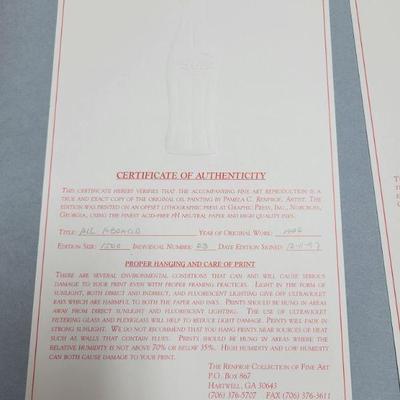 CERTIFICATE OF AUTHENTICITY
THIS CERTIFICATE HEREBY VERIFIES THAT THE ACCOMPANYING FINE ART REPRODUCTION IS A
TRUE AND EXACT COPY OF THE ORIGINAL OIL PAINTING BY PAMELA C. RENFROE, ARTIST. THE
EDITION WAS PRINTED ON AN OFFSET LITHOGRAPHIC PRESS AT GRAPHIC PRESS, INC., NORCROSS,
GEORGIA, USING THE FINEST ACID-FREE PH NEUTRAL PAPER AND HIGH QUALITY INKS.
TITLE: ALL ABOARD YEAR OF ORIGINAL WORK:
EDITION SIZE: 1500 INDIVIDUAL NUMBER: 23 DATE EDITION SIGNED: 12-11-97
PROPER HANGING AND CARE OF PRINT
THERE ARE SEVERAL ENVIRONMENTAL CONDITIONS THAT CAN AND WILL CAUSE SERIOUS
DAMAGE TO YOUR PRINT EVEN WITH PROPER FRAMING PRACTICES. LIGHT IN THE FORM OF
SUNLIGHT, BOTH DIRECT AND INDIRECT, AND FLUORESCENT LIGHTING GIVE OFF ULTRAVIOLET
RAYS WHICH ARE HARMFUL TO BOTH THE PAPER AND INKS. PRINTS SHOULD BE HUNG IN AREAS
AWAY FROM DIRECT SUNLIGHT AND FLUORESCENT LIGHTING. THE USE OF ULTRAVIOLET
FILTERING GLASS AND PLEXIGLASS WILL HELP TO REDUCE LIGHT DAMAGE. PRINTS WILL FADE IN
STRONG SUNLIGHT. WE DO NOT RECOMMEND THAT YOU HANG PRINTS NEAR SOURCES OF HEAT
SUCH AS WALLS THAT CONTAIN FLUES. PRINTS SHOULD BE HUNG IN AREAS WHERE THE
RELATIVE HUMIDITY IS NOT ABOVE 70% OR BELOW 35%. HIGH HUMIDITY AND LOW HUMIDITY
CAN BOTH CAUSE DAMAGE TO YOUR PRINT.
THE RENFROE COLLECTION OF FINE ART
P.O. BOX 867
HARTWELL, GA 30643
(706) 376-5707 FAX (706) 376-3611